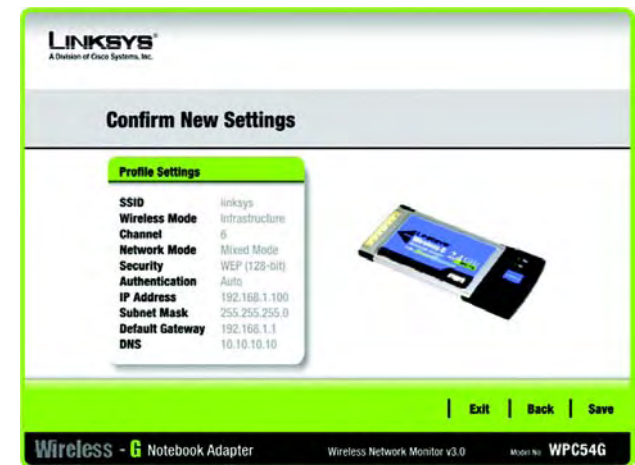 LINKSYS®
A Division of Cisco Systems, Inc.
Confirm New Settings
Profile Settings
SSID linksys
Wireless Mode Infrastructure
Channel 6
Network Mode Mixed Mode
Security WEP (128-bit)
Authentication Auto
IP Address 192.168.1.100
Subnet Mask 255.255.255.0
Default Gateway 192.168.1.1
DNS 10.10.10.10
LINKSYS
2.4GHz
Exit | Back | Save
Wireless - G Notebook Adapter
Wireless Network Monitor v3.0
Model No. WPC54G